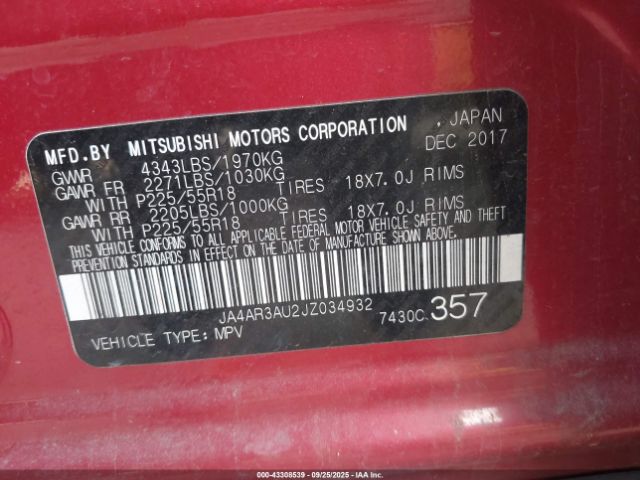 MFD.BY MITSUBISHI MOTORS CORPORATION , JAPAN
GWWR 4343LBS/1970KG DEC 2017
GAWR FR 2271LBS/1030KG
WITH P225/55R18 TIRES 18X7.0J RIMS
GAWR RR 2205LBS/1000KG
WITH P225/55R18 TIRES 18X7.0J RIMS
THIS VEHICLE CONFORMS TO ALL APPLICABLE FEDERAL MOTOR VEHICLE SAFETY AND THEFT
PREVENTION STANDARDS IN EFFECT ON THE DATE OF MANUFACTURE SHOWN ABOVE.
JA4AR3AU2JZ034932
VEHICLE TYPE: MPV 7430C 357
000-43308539 | 09/25/2025 | IAA Inc.